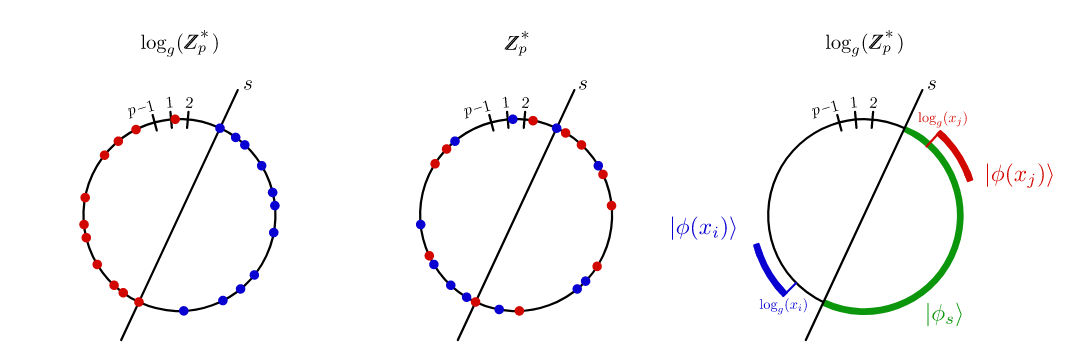 log_g(ℤ_p^*)
p−1 1 2 s
ℤ_p^*
p−1 1 2 s
log_g(ℤ_p^*)
p−1 1 2 s
log_g(x_j)
|ϕ(x_j)⟩
|ϕ(x_i)⟩
log_g(x_i)
|ϕ_s⟩